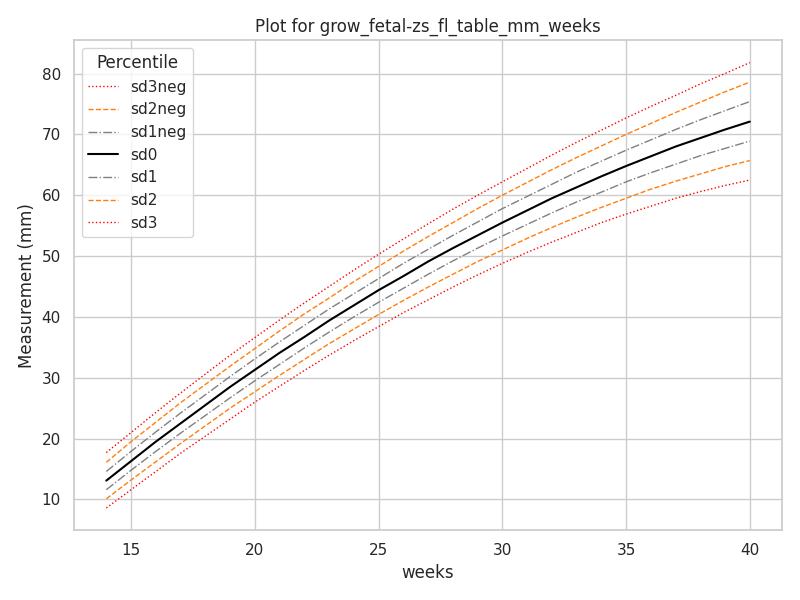 Plot for grow_fetal-zs_fl_table_mm_weeks
Percentile
sd3neg
sd2neg
sd1neg
sd0
sd1
sd2
sd3
Measurement (mm)
80
70
60
50
40
30
20
10
15 20 25 30 35 40
weeks